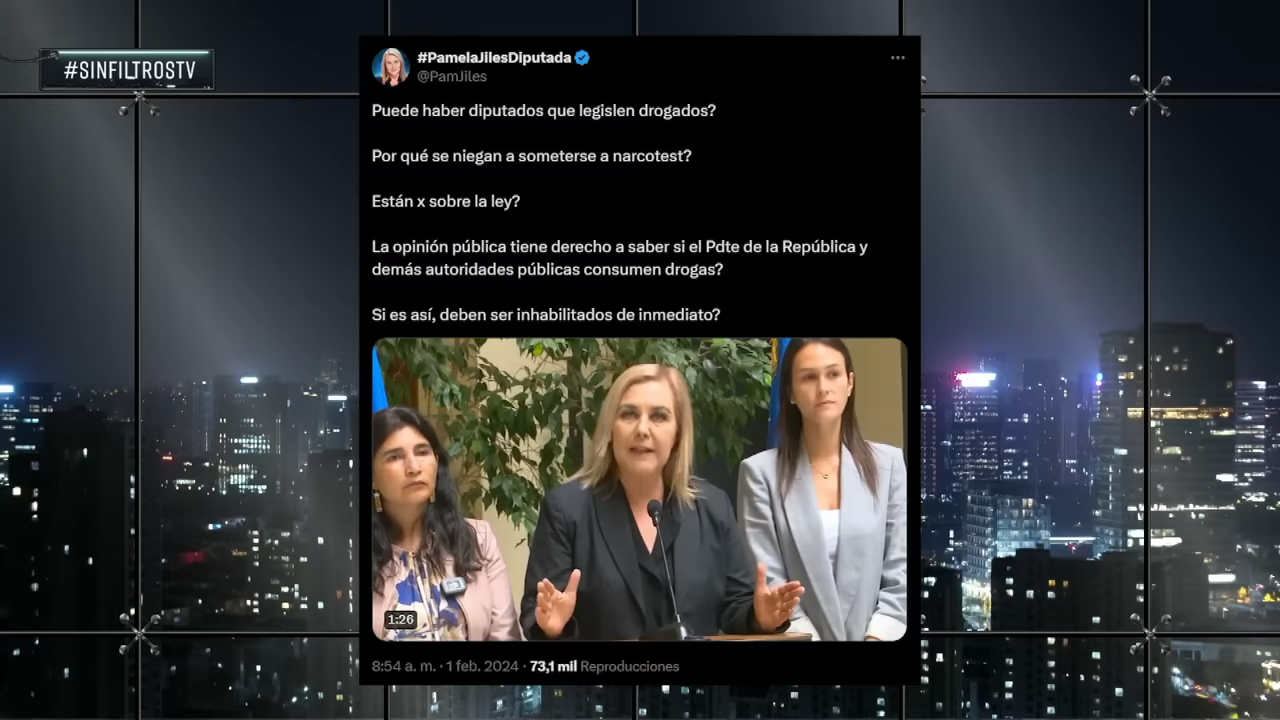 #SINFILTROSTV
#PamelaJilesDiputada
@PamJiles
Puede haber diputados que legislen drogados?
Por qué se niegan a someterse a narcotest?
Están x sobre la ley?
La opinión pública tiene derecho a saber si el Pdte de la República y
demás autoridades públicas consumen drogas?
Si es así, deben ser inhabilitados de inmediato?
1:26
8:54 a. m. · 1 feb. 2024 · 73,1 mil Reproducciones